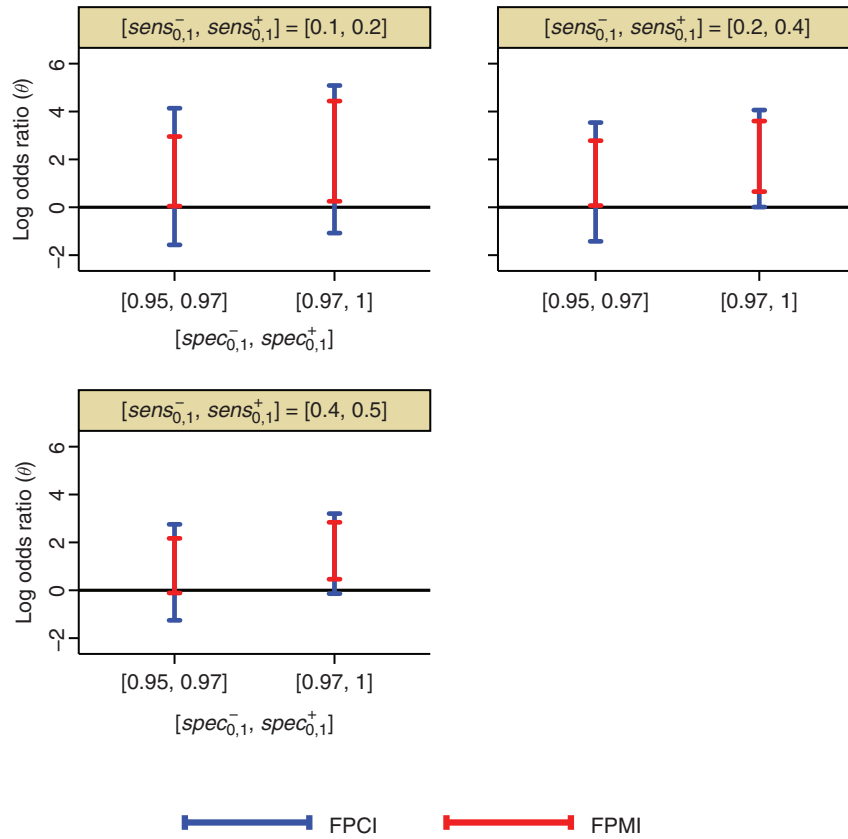 [sens⁻₀,₁, sens⁺₀,₁] = [0.1, 0.2]
[sens⁻₀,₁, sens⁺₀,₁] = [0.2, 0.4]
Log odds ratio (θ)
6
4
2
0
−2
[0.95, 0.97] [0.97, 1]
[spec⁻₀,₁, spec⁺₀,₁]
[0.95, 0.97] [0.97, 1]
[sens⁻₀,₁, sens⁺₀,₁] = [0.4, 0.5]
Log odds ratio (θ)
6
4
2
0
−2
[0.95, 0.97] [0.97, 1]
[spec⁻₀,₁, spec⁺₀,₁]
FPCI FPMI